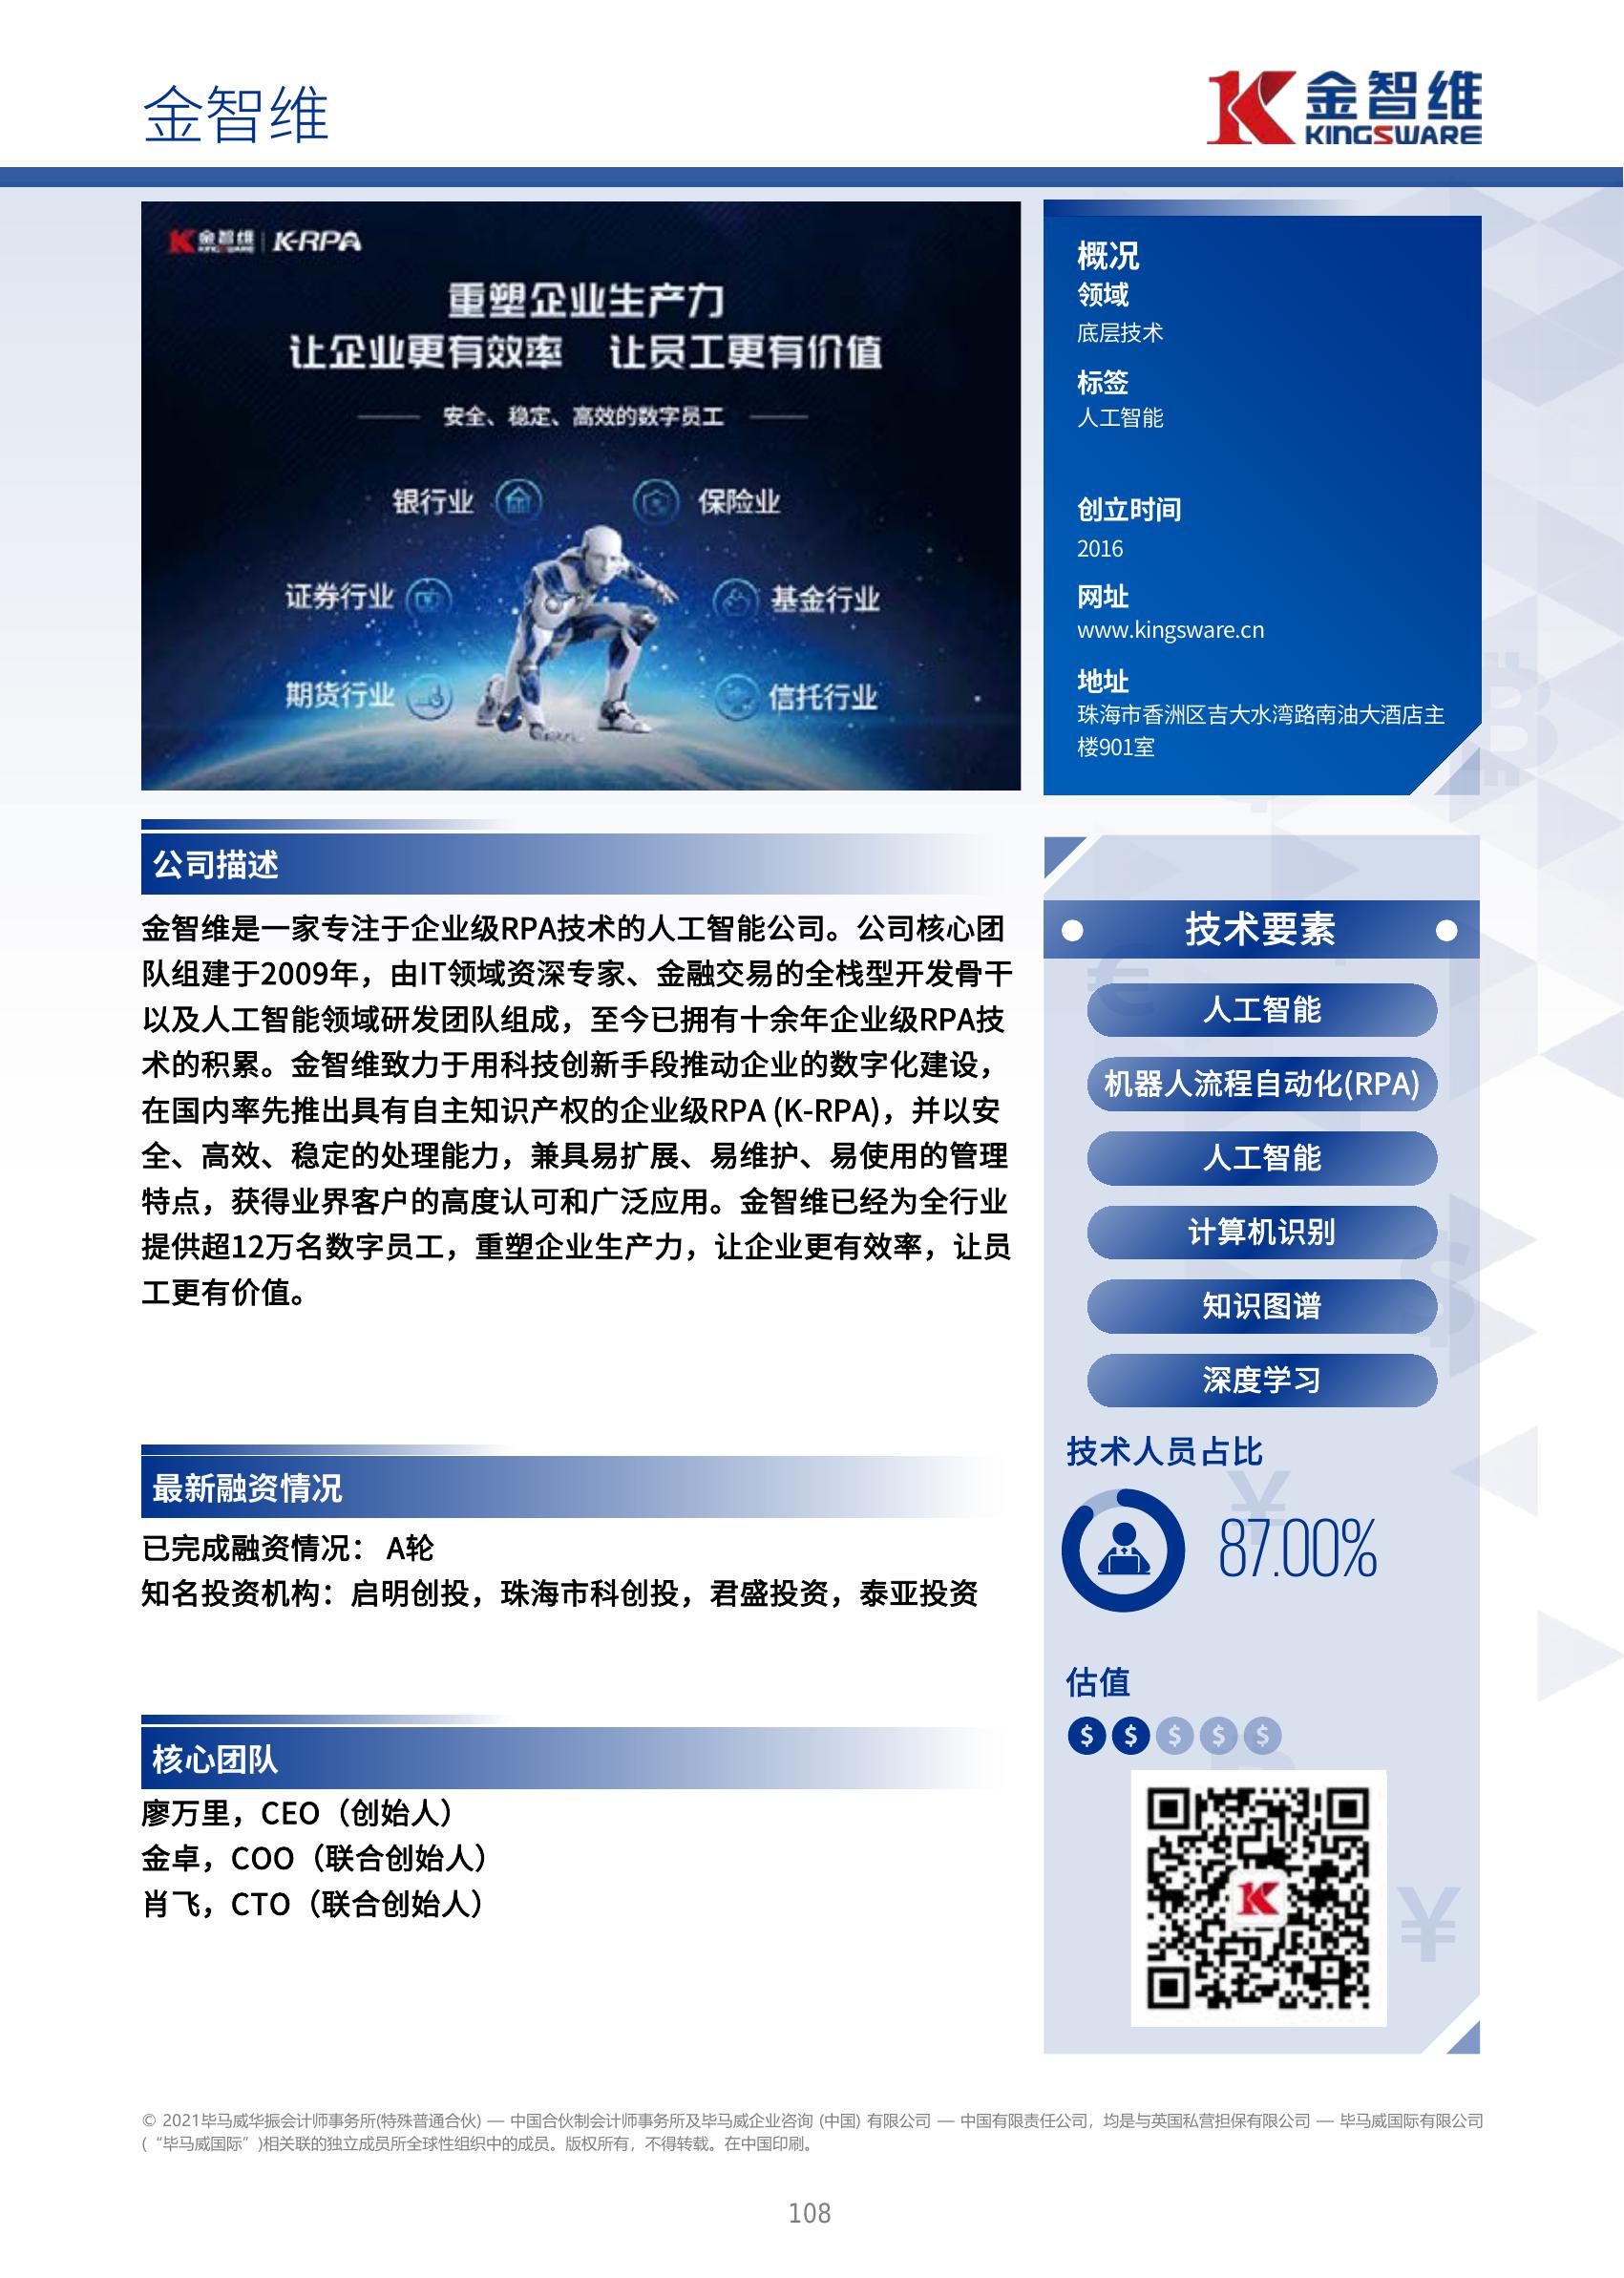 金智维
金智维
KINGSWARE
金智维 K-RPA
KINGSWARE
重塑企业生产力
让企业更有效率 让员工更有价值
安全、稳定、高效的数字员工
银行业
保险业
证券行业
基金行业
期货行业
信托行业
概况
领域
底层技术
标签
人工智能
创立时间
2016
网址
www.kingsware.cn
地址
珠海市香洲区吉大水湾路南油大酒店主
楼901室
公司描述
金智维是一家专注于企业级RPA技术的人工智能公司。公司核心团
队组建于2009年，由IT领域资深专家、金融交易的全栈型开发骨干
以及人工智能领域研发团队组成，至今已拥有十余年企业级RPA技
术的积累。金智维致力于用科技创新手段推动企业的数字化建设，
在国内率先推出具有自主知识产权的企业级RPA (K-RPA)，并以安
全、高效、稳定的处理能力，兼具易扩展、易维护、易使用的管理
特点，获得业界客户的高度认可和广泛应用。金智维已经为全行业
提供超12万名数字员工，重塑企业生产力，让企业更有效率，让员
工更有价值。
最新融资情况
已完成融资情况： A轮
知名投资机构：启明创投，珠海市科创投，君盛投资，泰亚投资
核心团队
廖万里，CEO（创始人）
金卓，COO（联合创始人）
肖飞，CTO（联合创始人）
技术要素
人工智能
机器人流程自动化(RPA)
人工智能
计算机识别
知识图谱
深度学习
技术人员占比
87.00%
估值
$ $ $ $ $
© 2021毕马威华振会计师事务所(特殊普通合伙) — 中国合伙制会计师事务所及毕马威企业咨询 (中国) 有限公司 — 中国有限责任公司，均是与英国私营担保有限公司 — 毕马威国际有限公司
(“毕马威国际”)相关联的独立成员所全球性组织中的成员。版权所有，不得转载。在中国印刷。
108